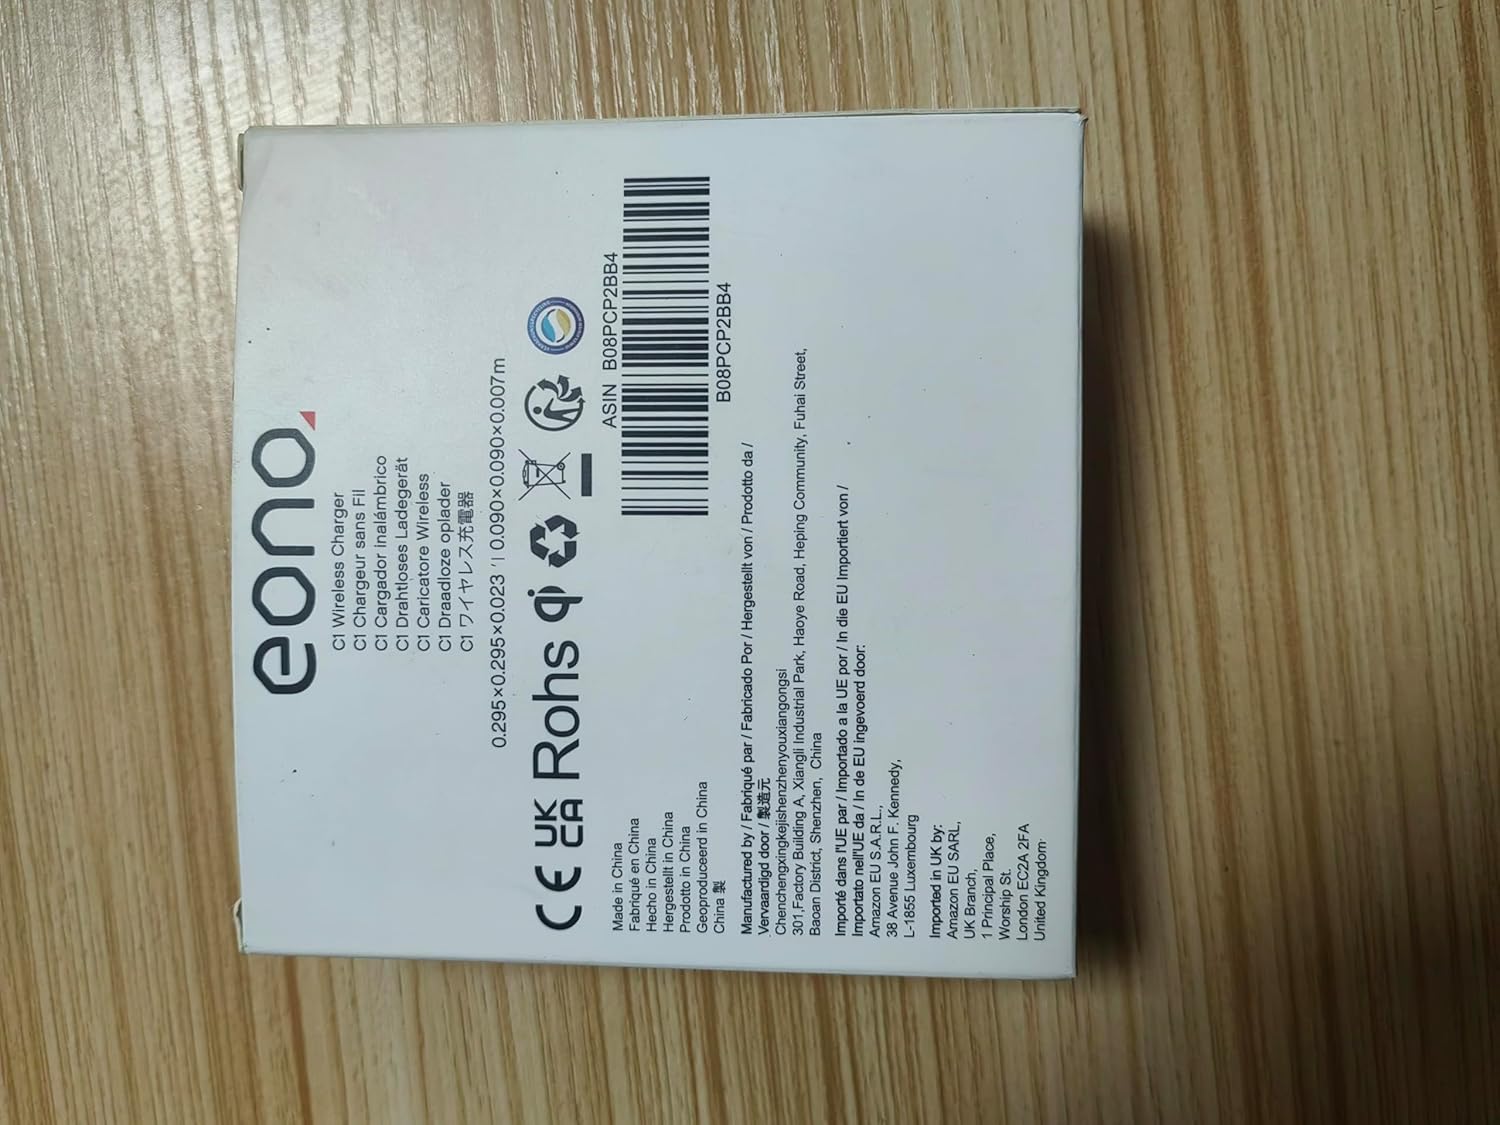 eono
C1 Wireless Charger
C1 Chargeur sans Fil
C1 Cargador Inalámbrico
C1 Drahtloses Ladegerät
C1 Caricatore Wireless
C1 Draadloze oplader
C1 ワイヤレス充電器
0.295×0.295×0.023 ' | 0.090×0.090×0.007m
CE UK CA Rohs qi
ASIN B08PCP2BB4
B08PCP2BB4
Made in China
Fabriqué en China
Hecho in China
Hergestellt in China
Prodotto in China
Geoproduceerd in China
China 製
Manufactured by / Fabriqué par / Fabricado Por / Hergestellt von / Prodotto da /
Vervaardigd door / 製造元
Chenchengxingkejishenzhenyouxiangongsi
301,Factory Building A, Xiangli Industrial Park, Haoye Road, Heping Community, Fuhai Street,
Baoan District, Shenzhen, China
Importé dans l'UE par / Importado a la UE por / In die EU Importiert von /
Importato nell'UE da / In de EU ingevoerd door:
Amazon EU S.A.R.L.,
38 Avenue John F. Kennedy,
L-1855 Luxembourg
Imported in UK by:
Amazon EU SARL,
UK Branch,
1 Principal Place,
Worship St.
London EC2A 2FA
United Kingdom